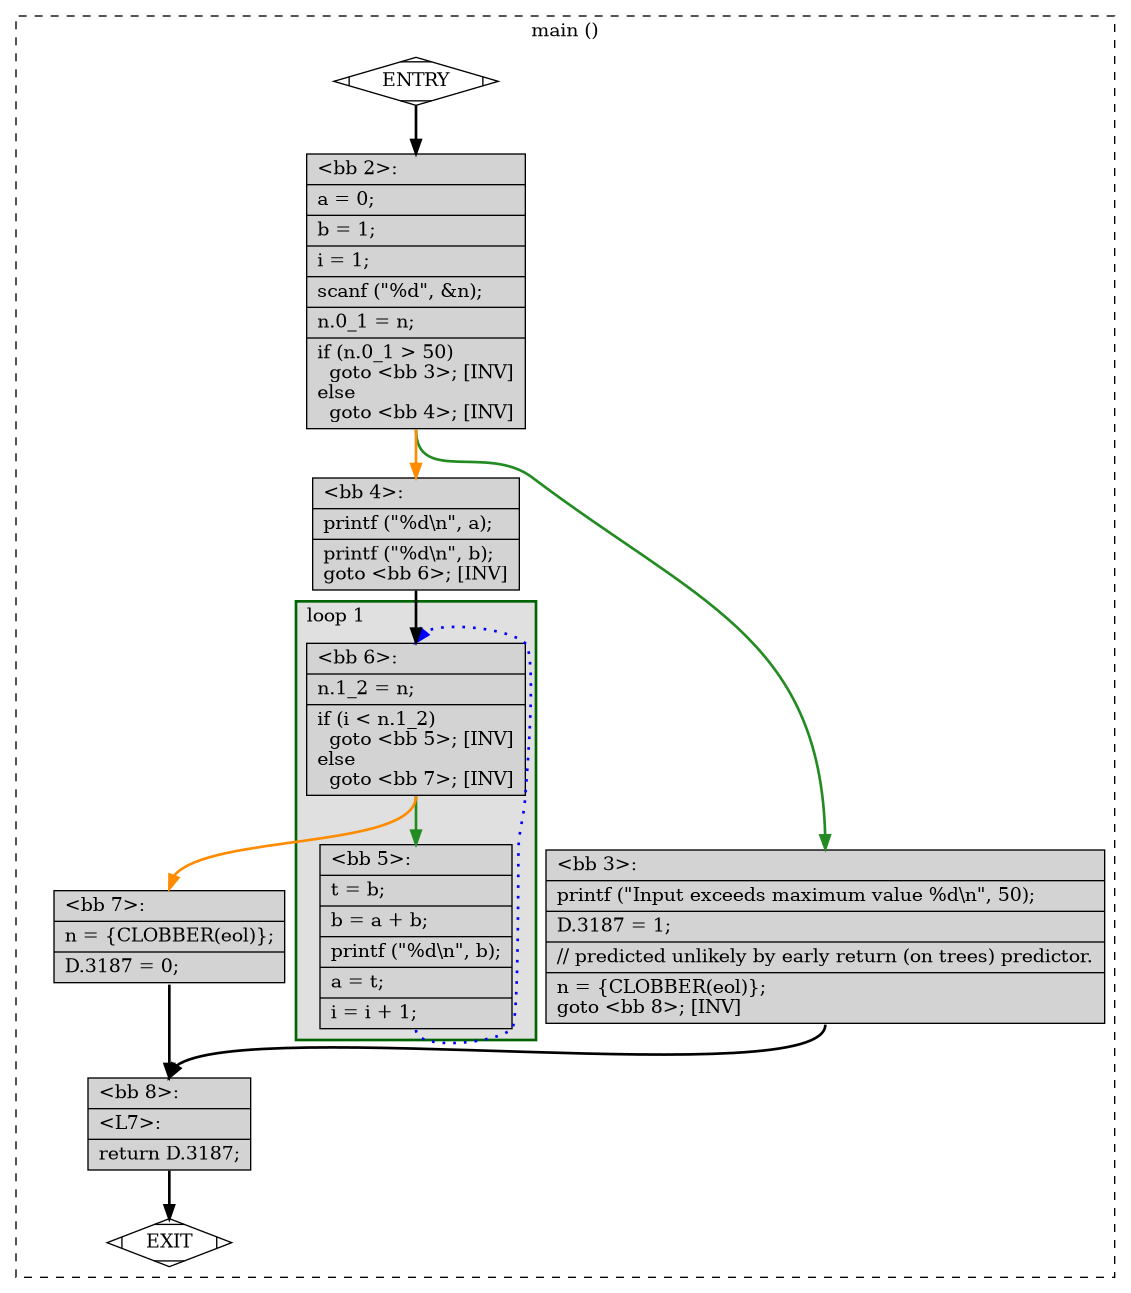 main ()
ENTRY
<bb 2>:
a = 0;
b = 1;
i = 1;
scanf ("%d", &n);
n.0_1 = n;
if (n.0_1 > 50)
  goto <bb 3>; [INV]
else
  goto <bb 4>; [INV]
<bb 4>:
printf ("%d\n", a);
printf ("%d\n", b);
goto <bb 6>; [INV]
loop 1
<bb 6>:
n.1_2 = n;
if (i < n.1_2)
  goto <bb 5>; [INV]
else
  goto <bb 7>; [INV]
<bb 5>:
t = b;
b = a + b;
printf ("%d\n", b);
a = t;
i = i + 1;
<bb 3>:
printf ("Input exceeds maximum value %d\n", 50);
D.3187 = 1;
// predicted unlikely by early return (on trees) predictor.
n = {CLOBBER(eol)};
goto <bb 8>; [INV]
<bb 7>:
n = {CLOBBER(eol)};
D.3187 = 0;
<bb 8>:
<L7>:
return D.3187;
EXIT